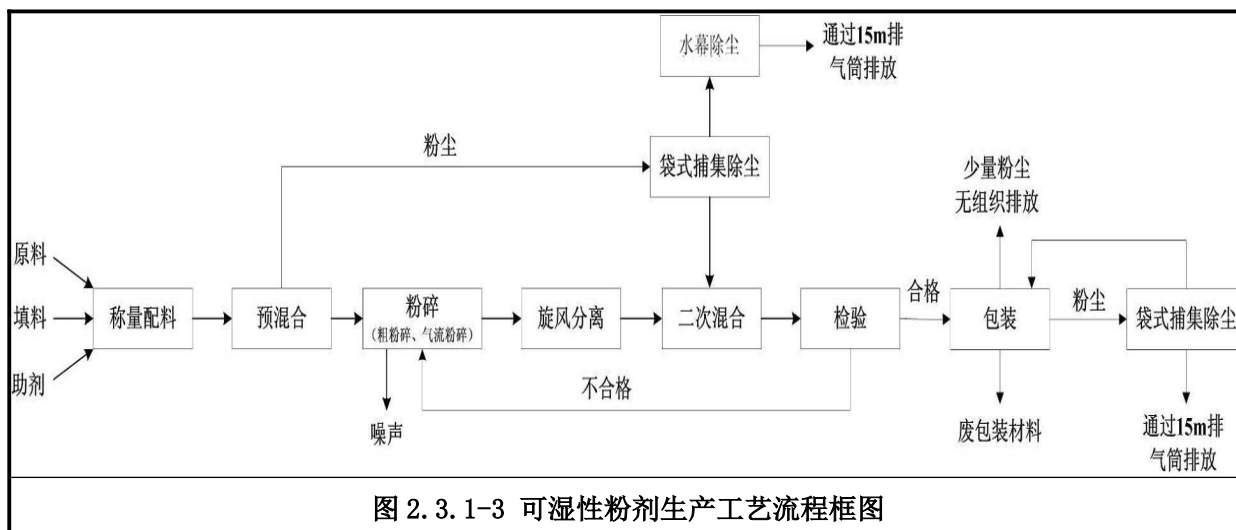 水幕除尘
通过15m排
气筒排放
粉尘
袋式捕集除尘
少量粉尘
无组织排放
原料
填料
助剂
称量配料
预混合
粉碎
(粗粉碎、气流粉碎)
旋风分离
二次混合
检验
合格
包装
粉尘
袋式捕集除尘
不合格
噪声
废包装材料
通过15m排
气筒排放
图 2.3.1-3 可湿性粉剂生产工艺流程框图